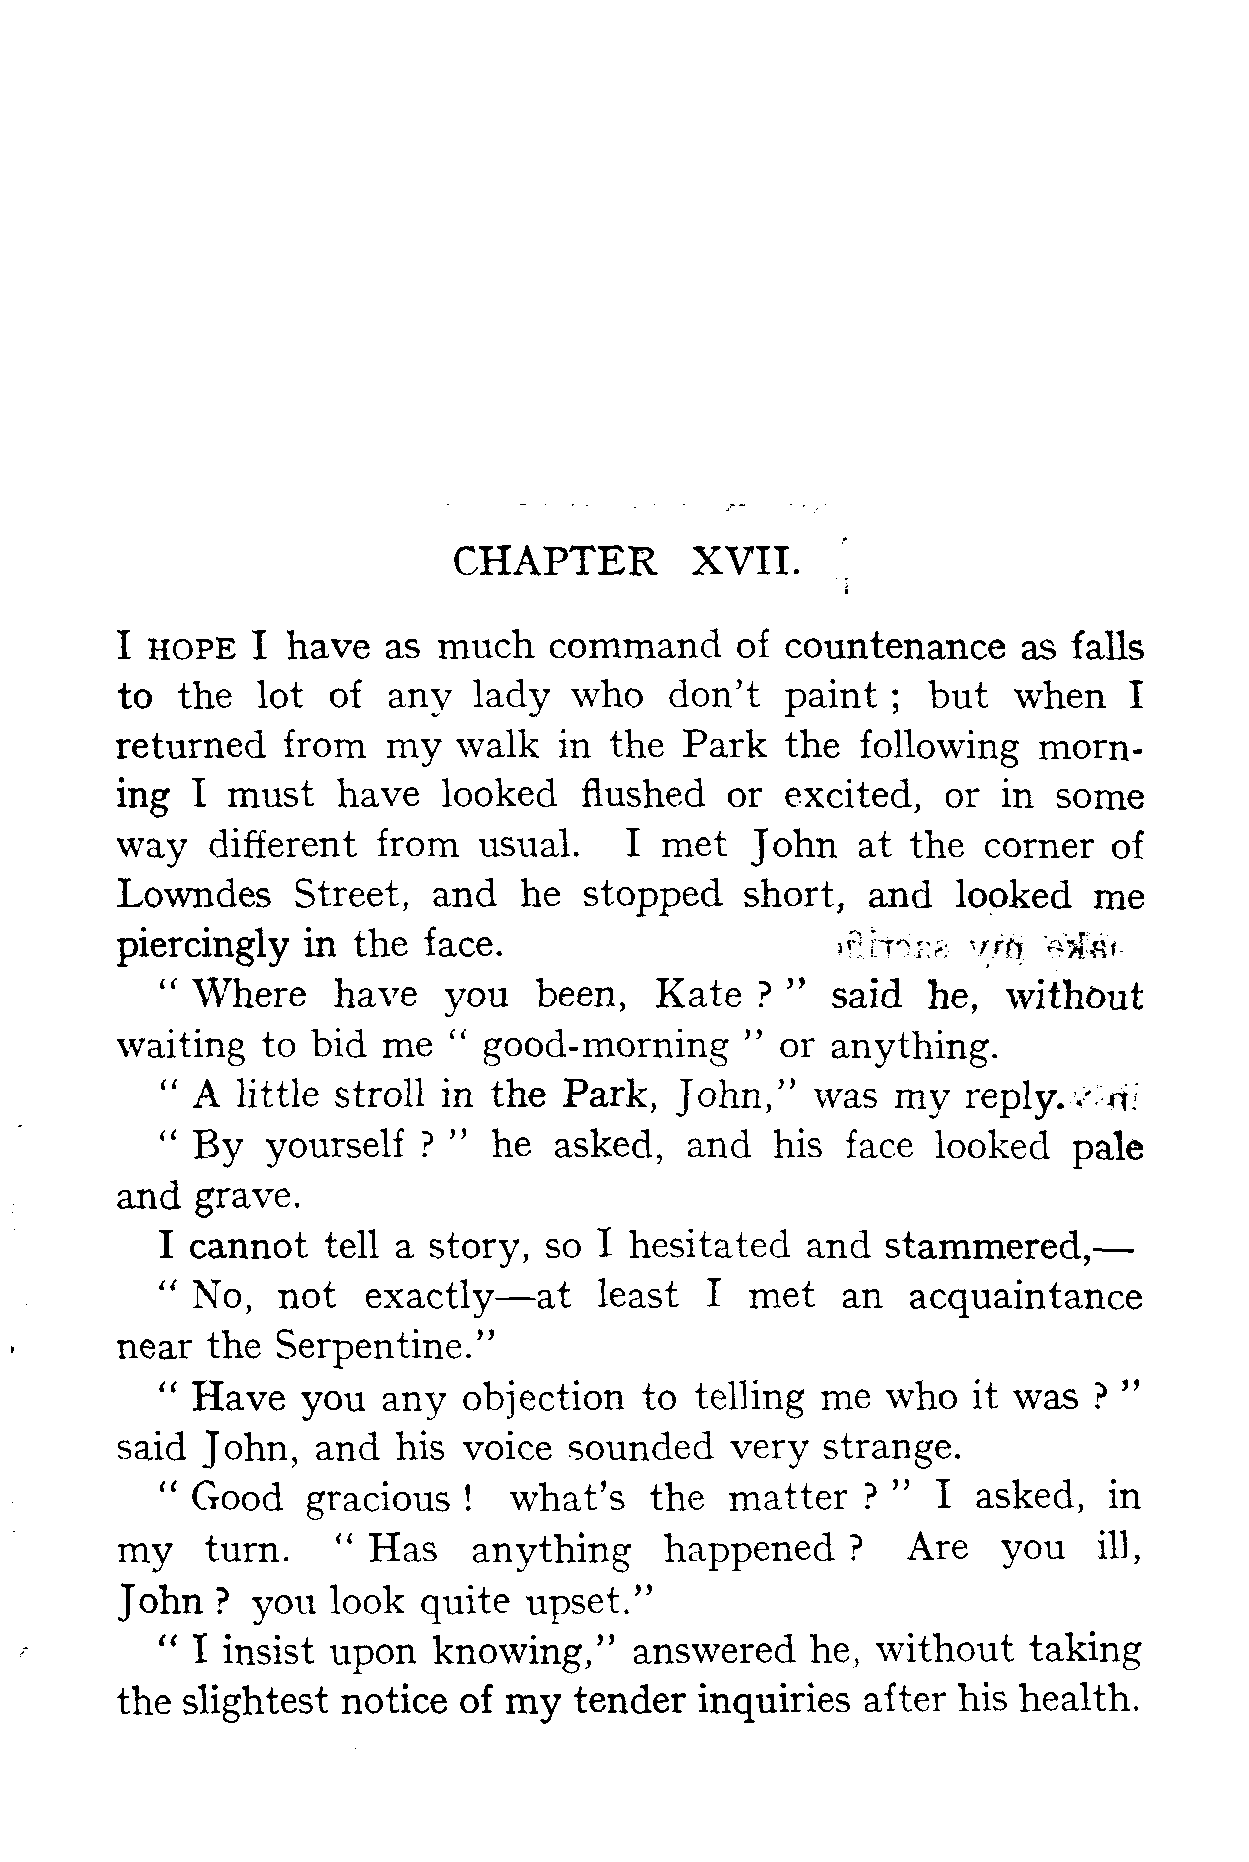 CHAPTER XVII.
I HOPE I have as much command of countenance as falls
to the lot of any lady who don't paint ; but when I
returned from my walk in the Park the following morn-
ing I must have looked flushed or excited, or in some
way different from usual. I met John at the corner of
Lowndes Street, and he stopped short, and looked me
piercingly in the face.
“ Where have you been, Kate ? ” said he, without
waiting to bid me “ good-morning ” or anything.
“ A little stroll in the Park, John,” was my reply.
“ By yourself ? ” he asked, and his face looked pale
and grave.
I cannot tell a story, so I hesitated and stammered,—
“ No, not exactly—at least I met an acquaintance
near the Serpentine.”
“ Have you any objection to telling me who it was ? ”
said John, and his voice sounded very strange.
“ Good gracious ! what's the matter ? ” I asked, in
my turn. “ Has anything happened ? Are you ill,
John ? you look quite upset.”
“ I insist upon knowing,” answered he, without taking
the slightest notice of my tender inquiries after his health.